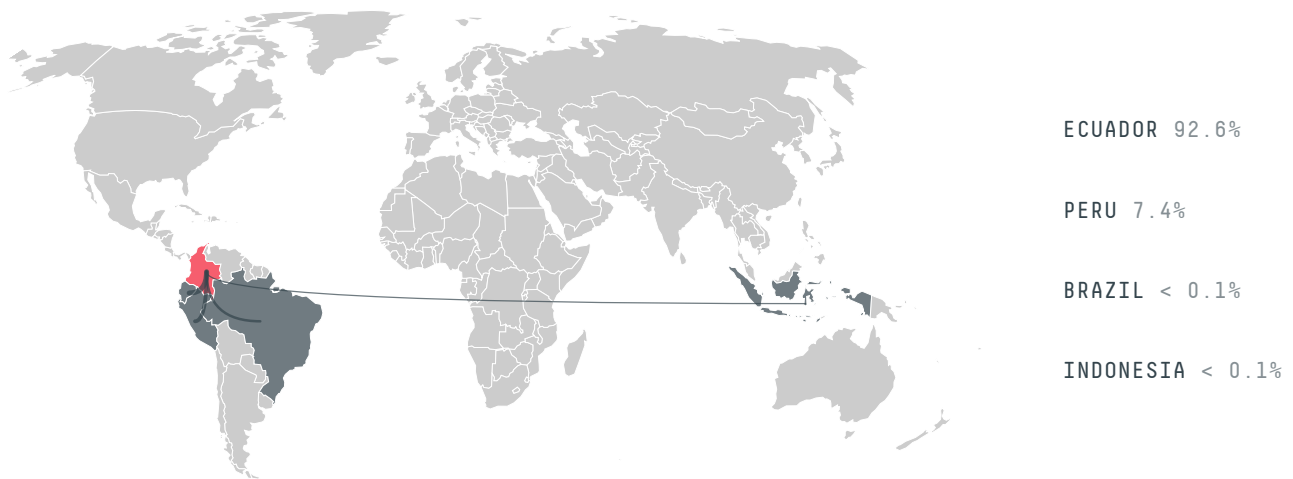 ECUADOR 92.6%
PERU 7.4%
BRAZIL < 0.1%
INDONESIA < 0.1%